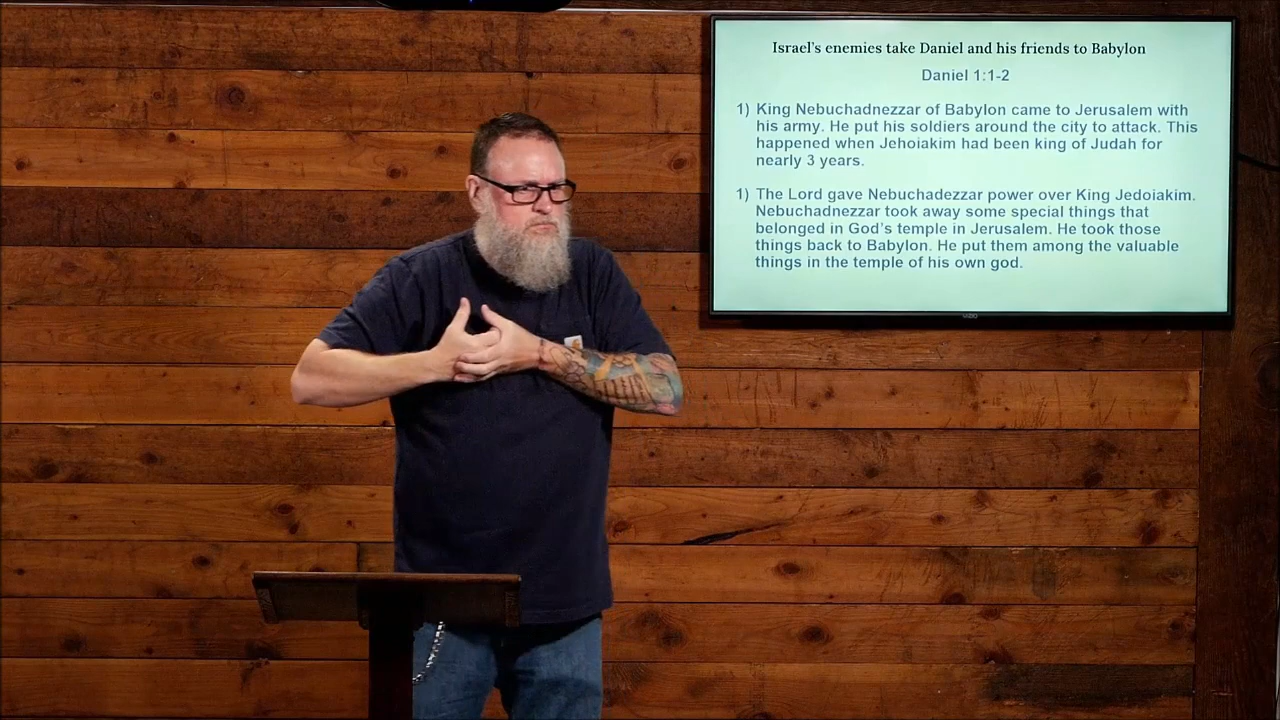 Israel's enemies take Daniel and his friends to Babylon
Daniel 1:1-2
1) King Nebuchadnezzar of Babylon came to Jerusalem with
his army. He put his soldiers around the city to attack. This
happened when Jehoiakim had been king of Judah for
nearly 3 years.
1) The Lord gave Nebuchadezzar power over King Jedoiakim.
Nebuchadnezzar took away some special things that
belonged in God's temple in Jerusalem. He took those
things back to Babylon. He put them among the valuable
things in the temple of his own god.
VIZIO